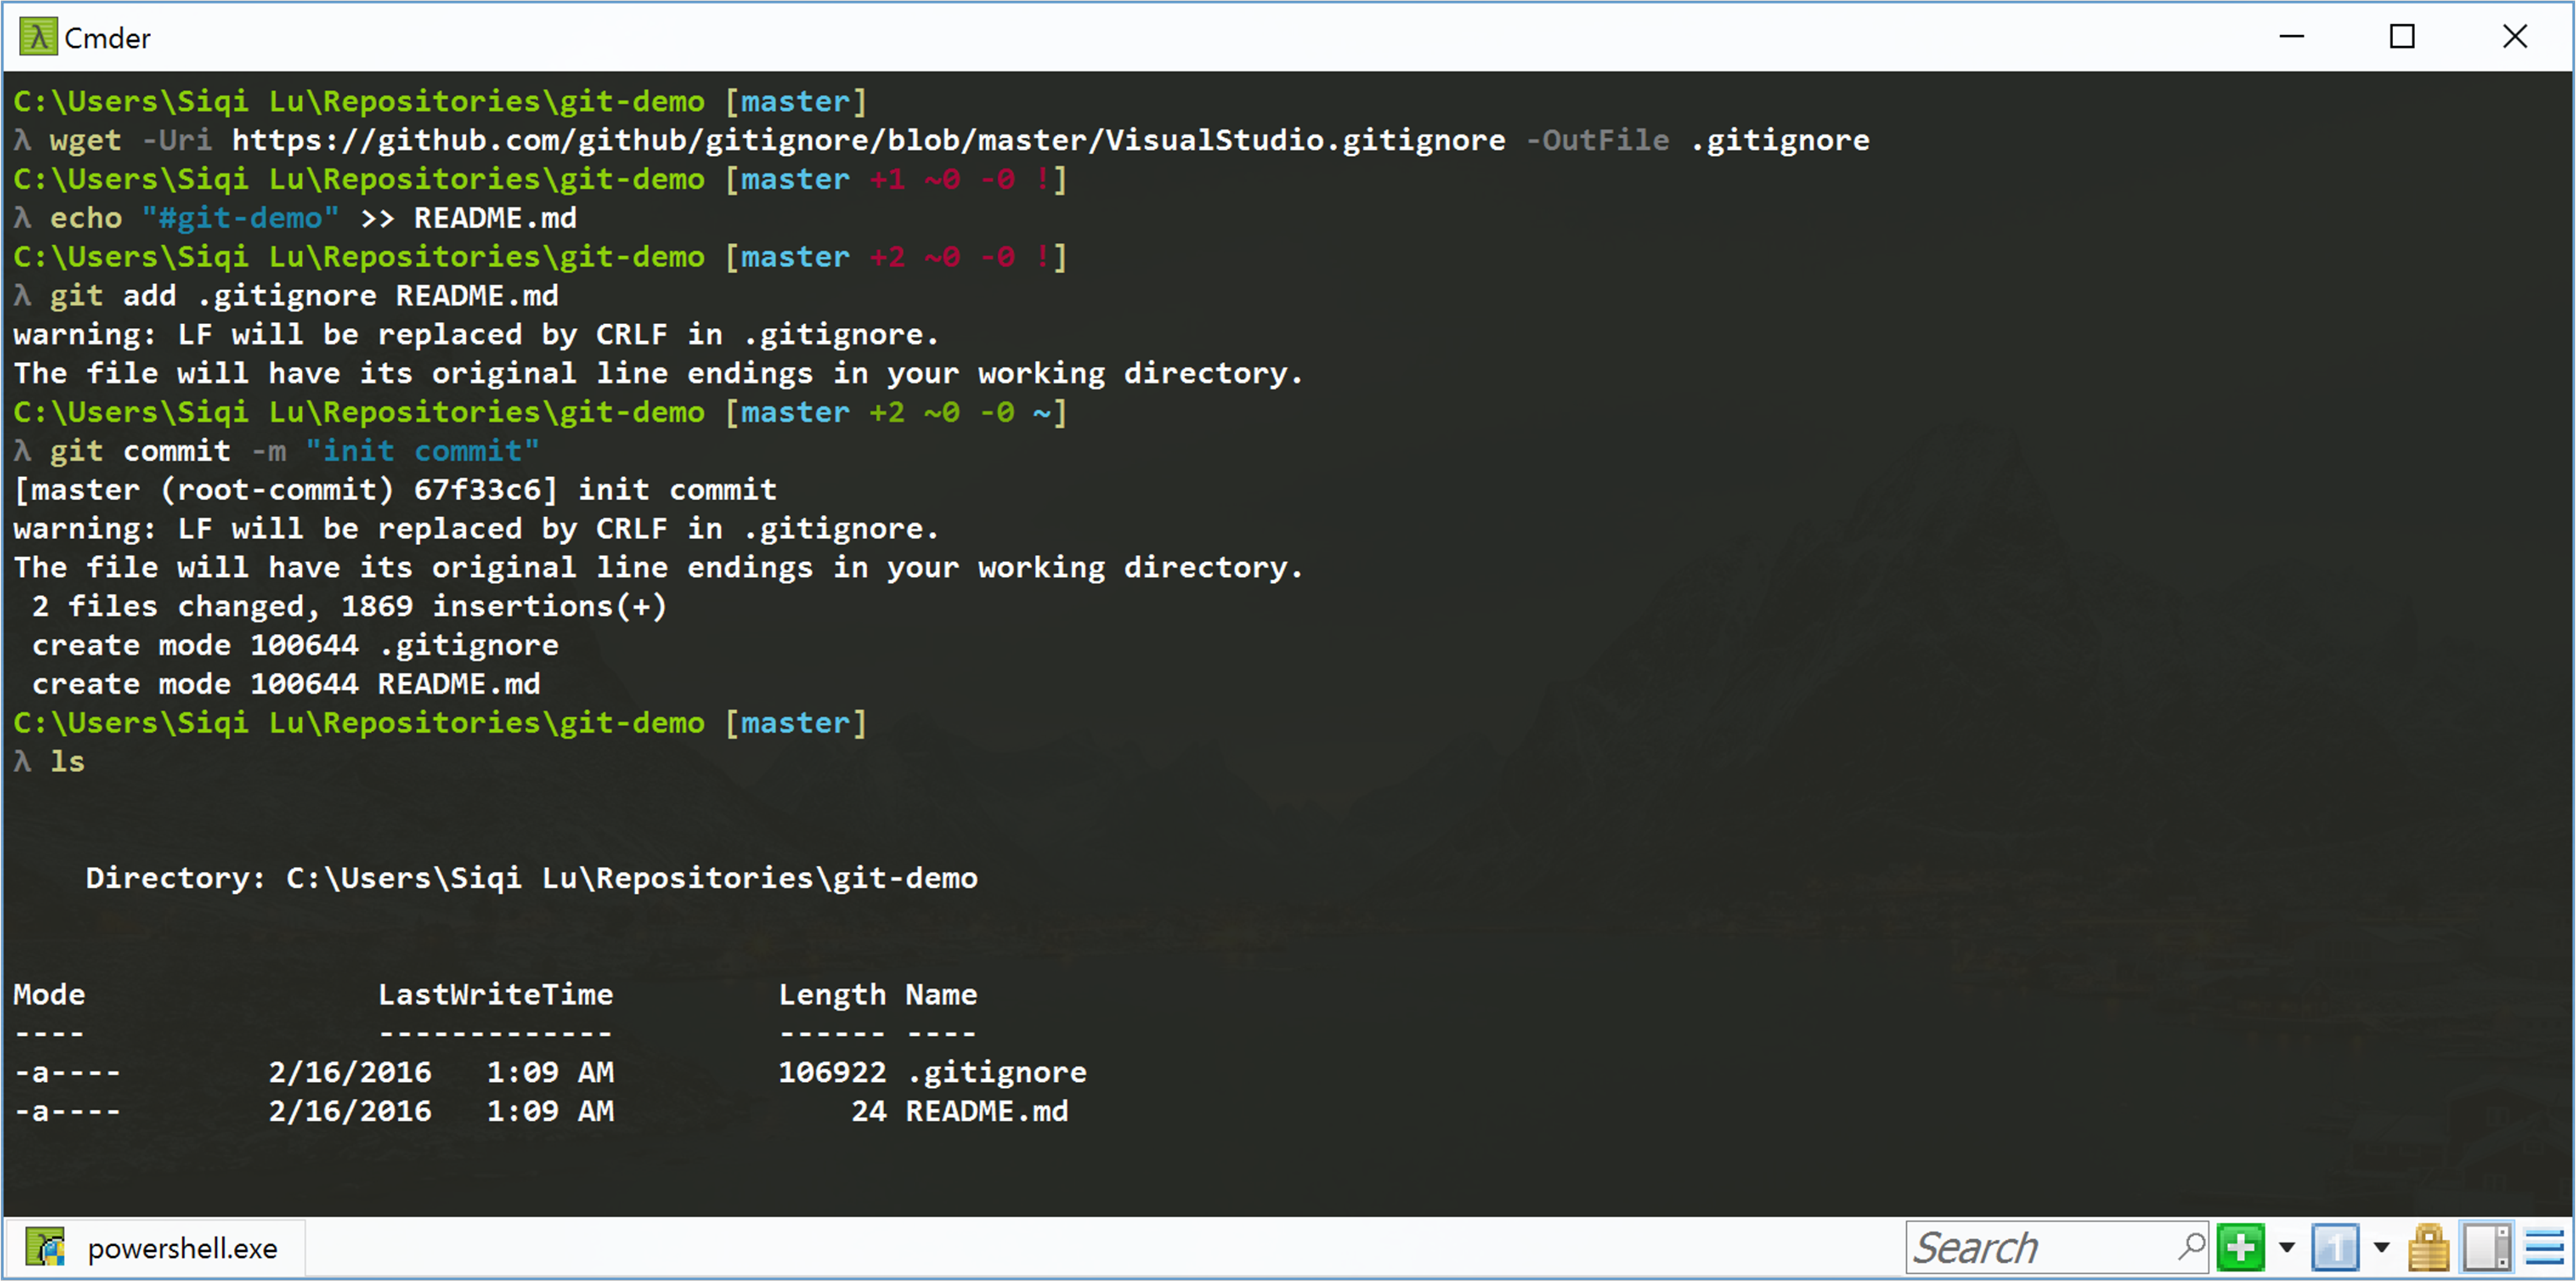 Cmder
C:\Users\Siqi Lu\Repositories\git-demo [master]
λ wget -Uri https://github.com/github/gitignore/blob/master/VisualStudio.gitignore -OutFile .gitignore
C:\Users\Siqi Lu\Repositories\git-demo [master +1 ~0 -0 !]
λ echo "#git-demo" >> README.md
C:\Users\Siqi Lu\Repositories\git-demo [master +2 ~0 -0 !]
λ git add .gitignore README.md
warning: LF will be replaced by CRLF in .gitignore.
The file will have its original line endings in your working directory.
C:\Users\Siqi Lu\Repositories\git-demo [master +2 ~0 -0 ~]
λ git commit -m "init commit"
[master (root-commit) 67f33c6] init commit
warning: LF will be replaced by CRLF in .gitignore.
The file will have its original line endings in your working directory.
 2 files changed, 1869 insertions(+)
 create mode 100644 .gitignore
 create mode 100644 README.md
C:\Users\Siqi Lu\Repositories\git-demo [master]
λ ls
    Directory: C:\Users\Siqi Lu\Repositories\git-demo
Mode                LastWriteTime         Length Name
----                -------------         ------ ----
-a----        2/16/2016   1:09 AM         106922 .gitignore
-a----        2/16/2016   1:09 AM             24 README.md
powershell.exe Search 1